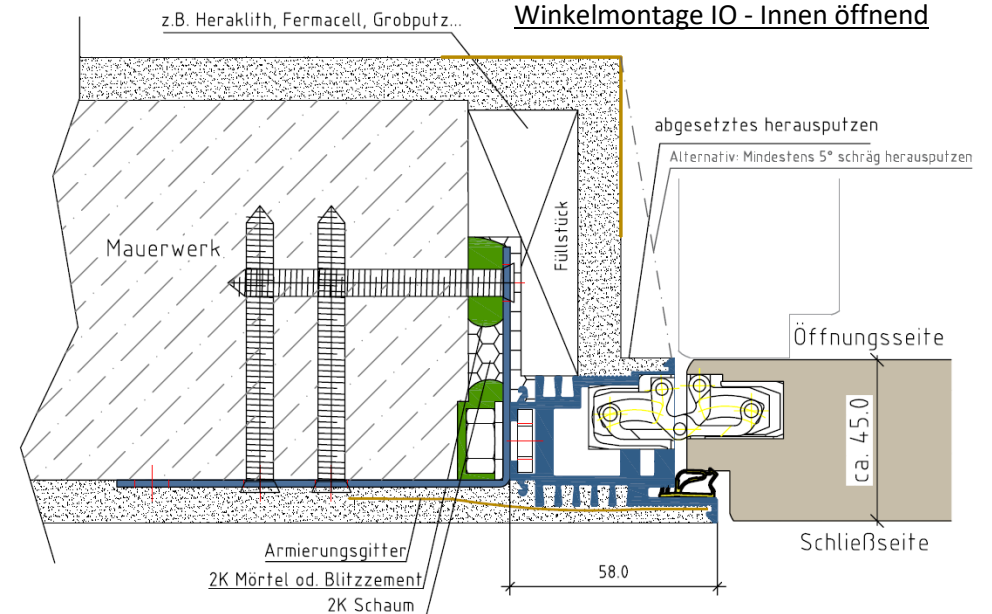 z.B. Heraklith, Fermacell, Grobputz...
Winkelmontage IO - Innen öffnend
abgesetztes herausputzen
Alternativ: Mindestens 5° schräg herausputzen
Mauerwerk
Füllstück
Öffnungsseite
ca. 45.0
Schließseite
Armierungsgitter
58.0
2K Mörtel od. Blitzzement
2K Schaum